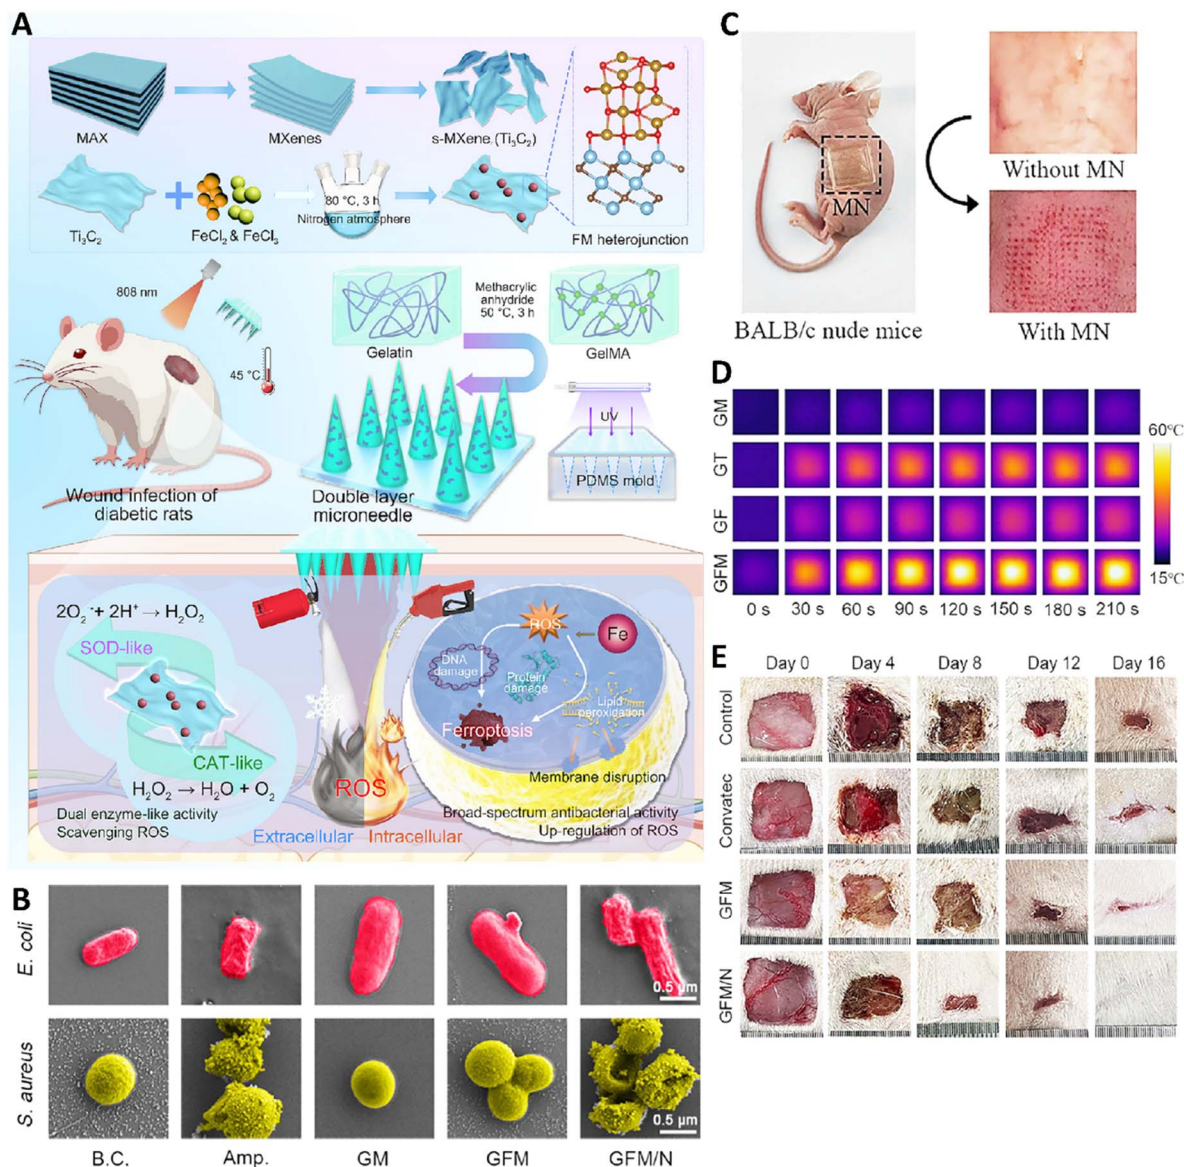 A
MAX
MXenes
s-MXene (Ti₃C₂)
Ti₃C₂
FeCl₂ & FeCl₃
80 °C, 3 h
Nitrogen atmosphere
FM heterojunction
808 nm
45 °C
Wound infection of
diabetic rats
Gelatin
Methacrylic
anhydride
50 °C, 3 h
GelMA
UV
PDMS mold
Double layer
microneedle
2O₂·⁻+ 2H⁺→ H₂O₂
SOD-like
CAT-like
H₂O₂ → H₂O + O₂
Dual enzyme-like activity
Scavenging ROS
ROS
Extracellular
Intracellular
ROS
Fe
DNA
damage
Protein
damage
Lipid
peroxidation
Ferroptosis
Membrane disruption
Broad-spectrum antibacterial activity
Up-regulation of ROS
B
E. coli
0.5 µm
S. aureus
0.5 µm
B.C.
Amp.
GM
GFM
GFM/N
C
MN
BALB/c nude mice
Without MN
With MN
D
GM
GT
GF
GFM
0 s
30 s
60 s
90 s
120 s
150 s
180 s
210 s
60°C
15°C
E
Day 0
Day 4
Day 8
Day 12
Day 16
Control
Convatec
GFM
GFM/N